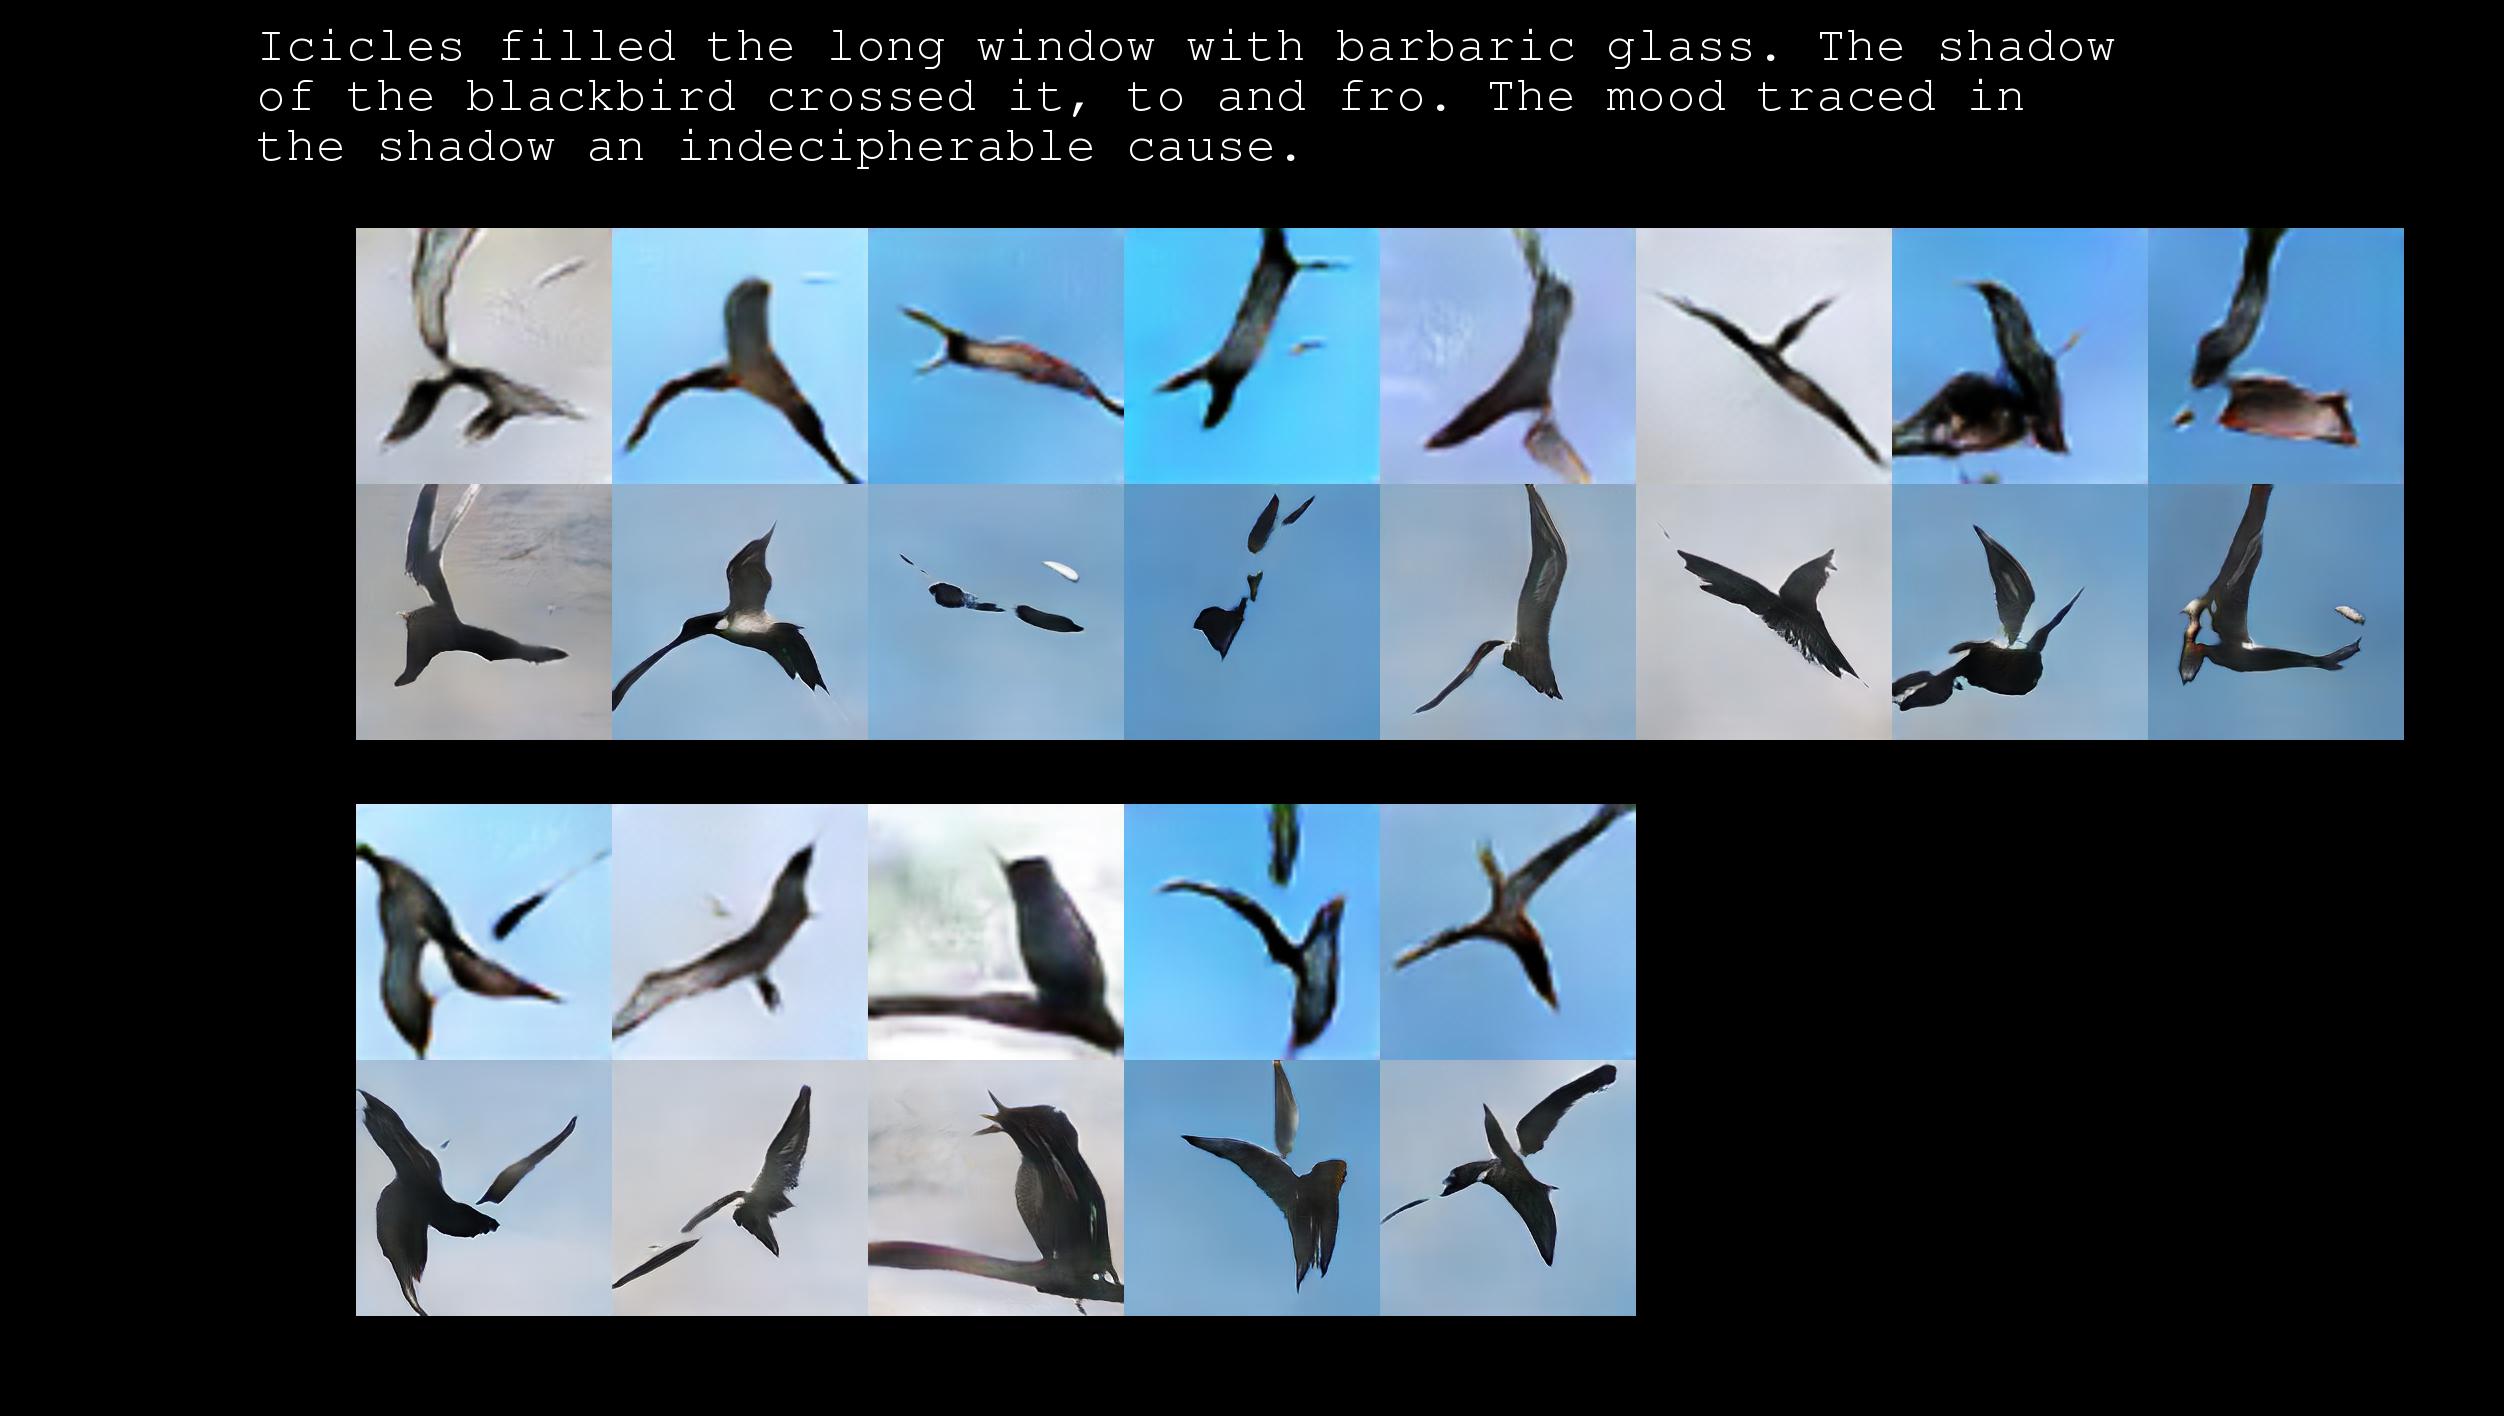 Icicles filled the long window with barbaric glass. The shadow
of the blackbird crossed it, to and fro. The mood traced in
the shadow an indecipherable cause.